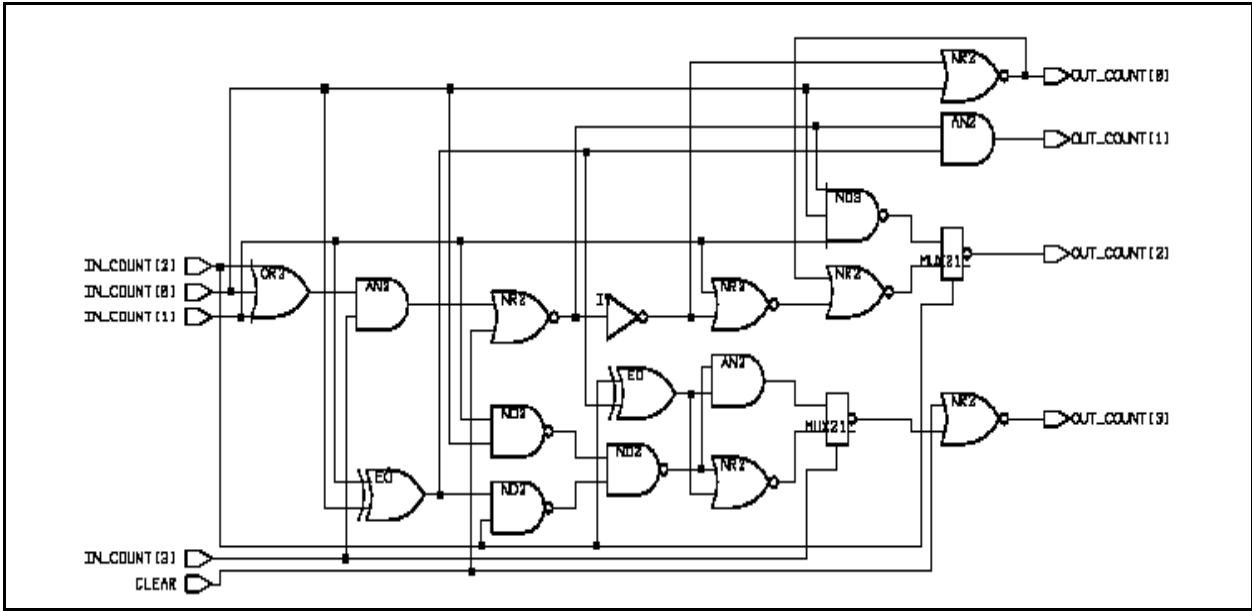 NR2
OUT_COUNT[0]
AN2
OUT_COUNT[1]
ND3
IN_COUNT[2]
OR3
MUX21
OUT_COUNT[2]
IN_COUNT[0]
AN2
NR2
NR2
NR2
IN_COUNT[1]
EO
AN2
ND2
MUX21
NR2
OUT_COUNT[3]
ND2
EO
ND2
NR2
IN_COUNT[3]
CLEAR